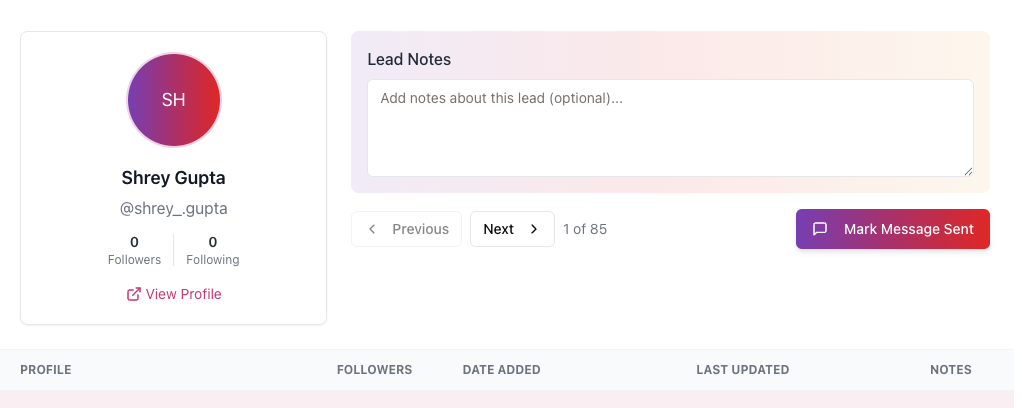 SH
Shrey Gupta
@shrey_.gupta
0 0
Followers Following
View Profile
Lead Notes
Add notes about this lead (optional)...
Previous Next 1 of 85 Mark Message Sent
PROFILE FOLLOWERS DATE ADDED LAST UPDATED NOTES